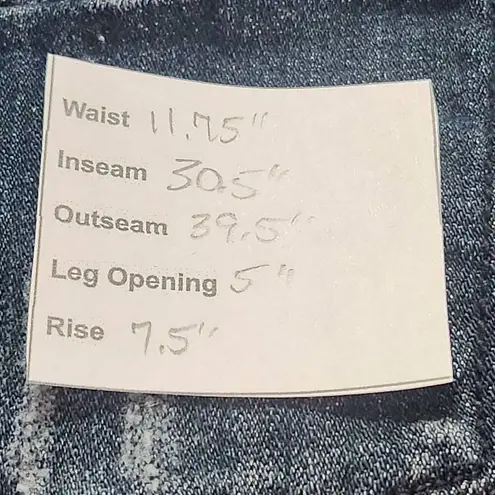 Waist 11.75"
Inseam 30.5"
Outseam 39.5"
Leg Opening 5"
Rise 7.5"